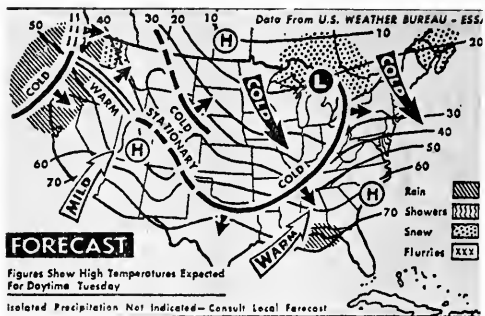 Data From U.S. WEATHER BUREAU - ESSA
50 40 30 20 10
10
20
COLD
WARM
COLD
STATIONARY
COLD
COLD
COLD
H
L
H
H
30
40
50
60
70
60
70
MILD
WARM
Rain
Showers
Snow
Flurries XXX
FORECAST
Figures Show High Temperatures Expected
For Daytime Tuesday
Isolated Precipitation Not Indicated— Consult Local Forecast